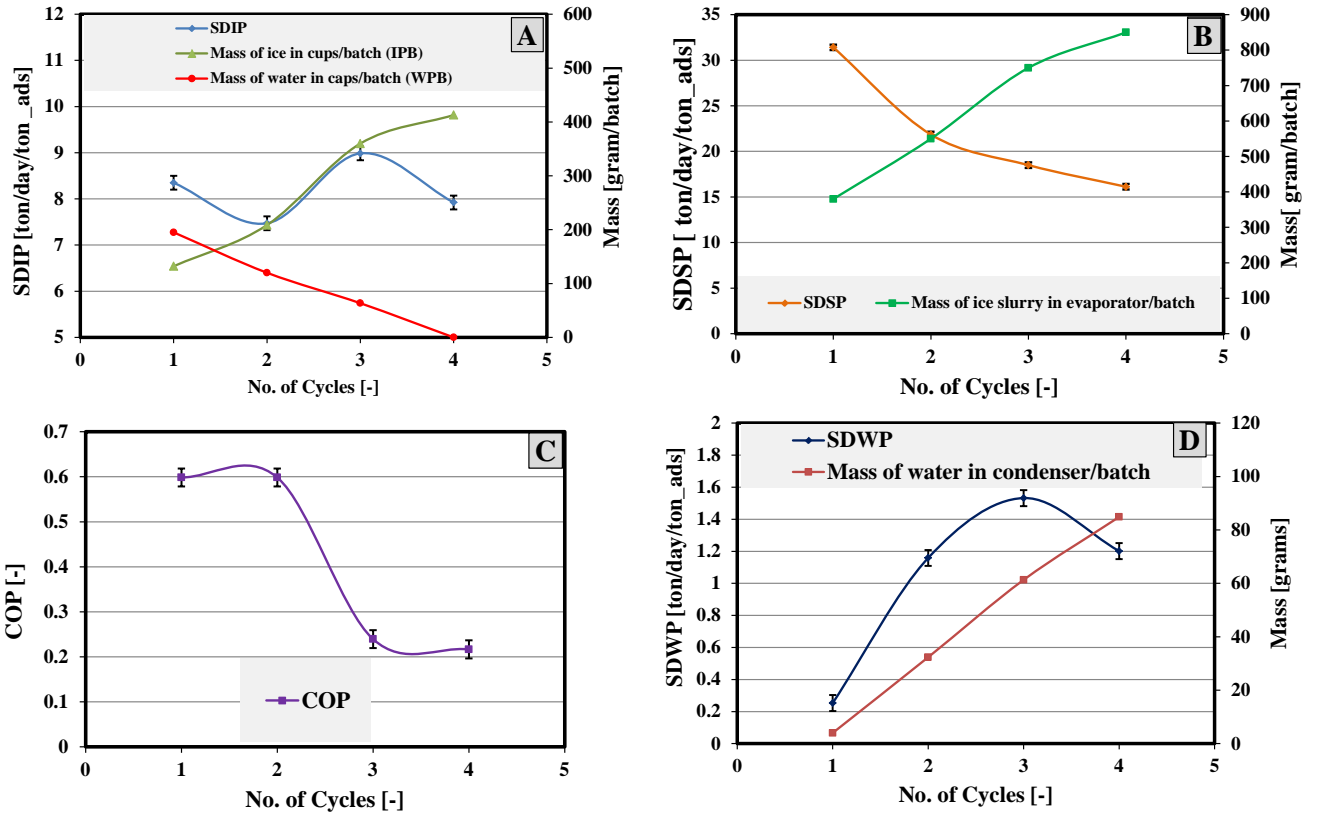 A
SDIP
Mass of ice in cups/batch (IPB)
Mass of water in caps/batch (WPB)
SDIP [ton/day/ton_ads]
12
11
10
9
8
7
6
5
Mass [gram/batch]
600
500
400
300
200
100
0
0 1 2 3 4 5
No. of Cycles [-]
B
SDSP [ ton/day/ton_ads]
35
30
25
20
15
10
5
0
Mass[ gram/batch]
900
800
700
600
500
400
300
200
100
0
SDSP
Mass of ice slurry in evaporator/batch
0 1 2 3 4 5
No. of Cycles [-]
C
COP [-]
0.7
0.6
0.5
0.4
0.3
0.2
0.1
0
COP
0 1 2 3 4 5
No. of Cycles [-]
D
SDWP
Mass of water in condenser/batch
SDWP [ton/day/ton_ads]
2
1.8
1.6
1.4
1.2
1
0.8
0.6
0.4
0.2
0
Mass [grams]
120
100
80
60
40
20
0
0 1 2 3 4 5
No. of Cycles [-]